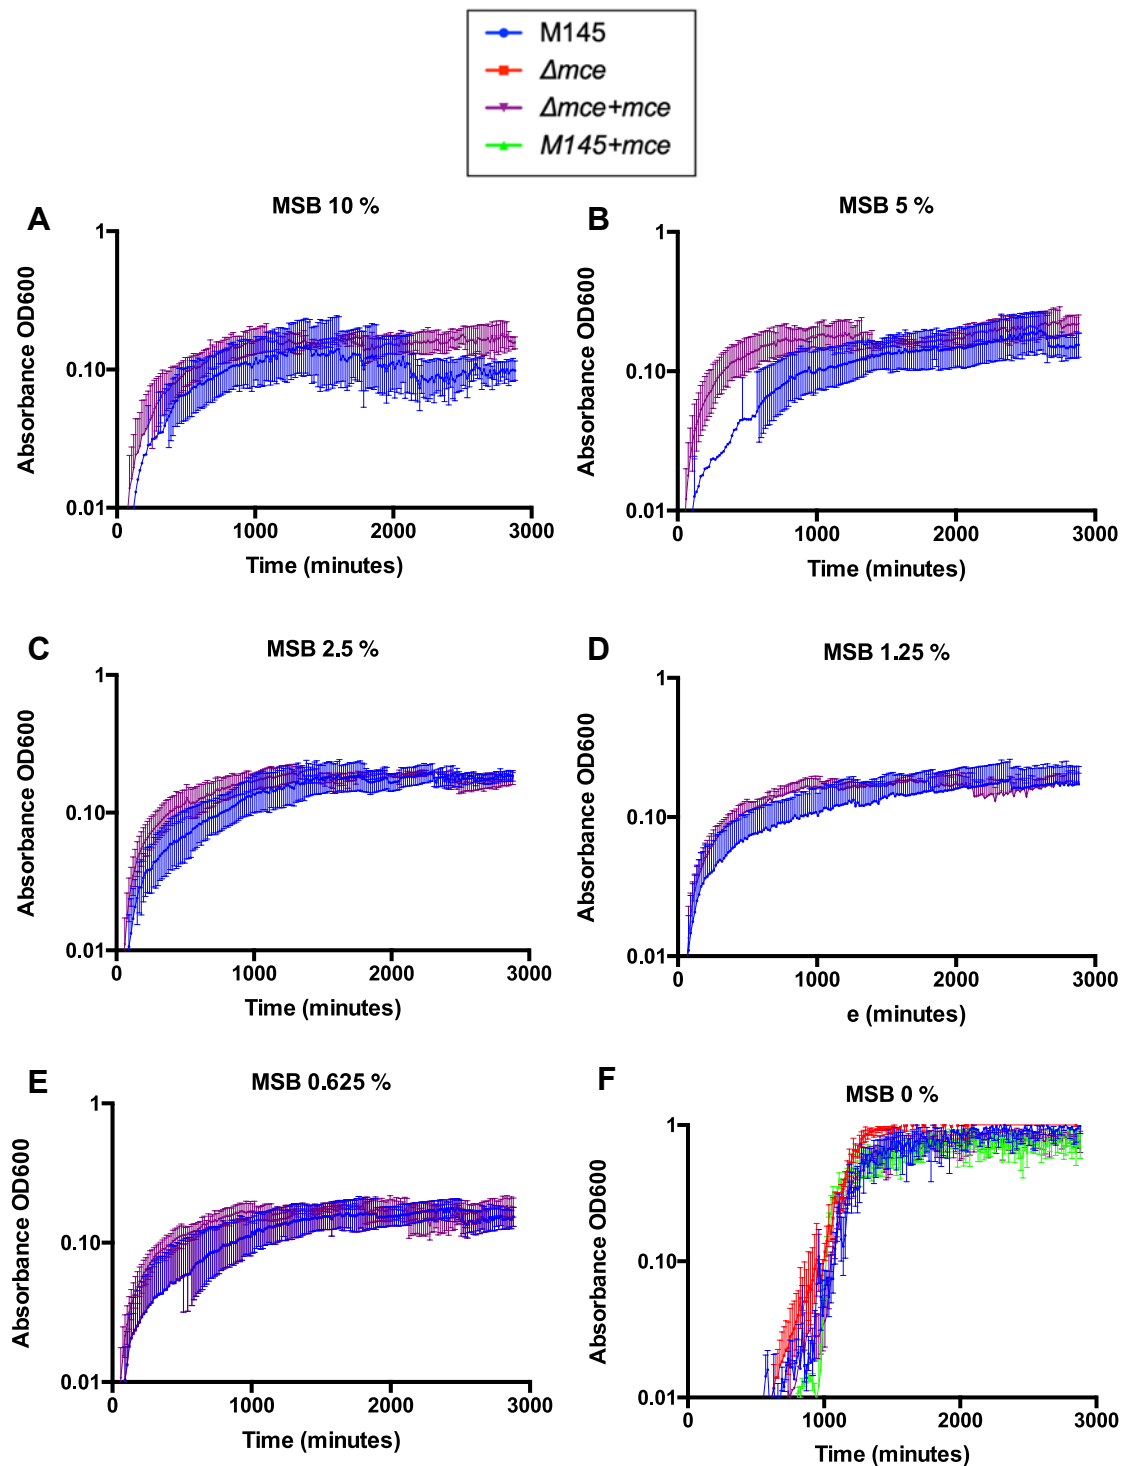 M145
Δmce
Δmce+mce
M145+mce
A
MSB 10 %
1
0.10
0.01
Absorbance OD600
0
1000
2000
3000
Time (minutes)
B
MSB 5 %
1
0.10
0.01
Absorbance OD600
0
1000
2000
3000
Time (minutes)
C
MSB 2.5 %
1
0.10
0.01
Absorbance OD600
0
1000
2000
3000
Time (minutes)
D
MSB 1.25 %
1
0.10
0.01
Absorbance OD600
0
1000
2000
3000
e (minutes)
E
MSB 0.625 %
1
0.10
0.01
Absorbance OD600
0
1000
2000
3000
Time (minutes)
F
MSB 0 %
1
0.10
0.01
Absorbance OD600
0
1000
2000
3000
Time (minutes)